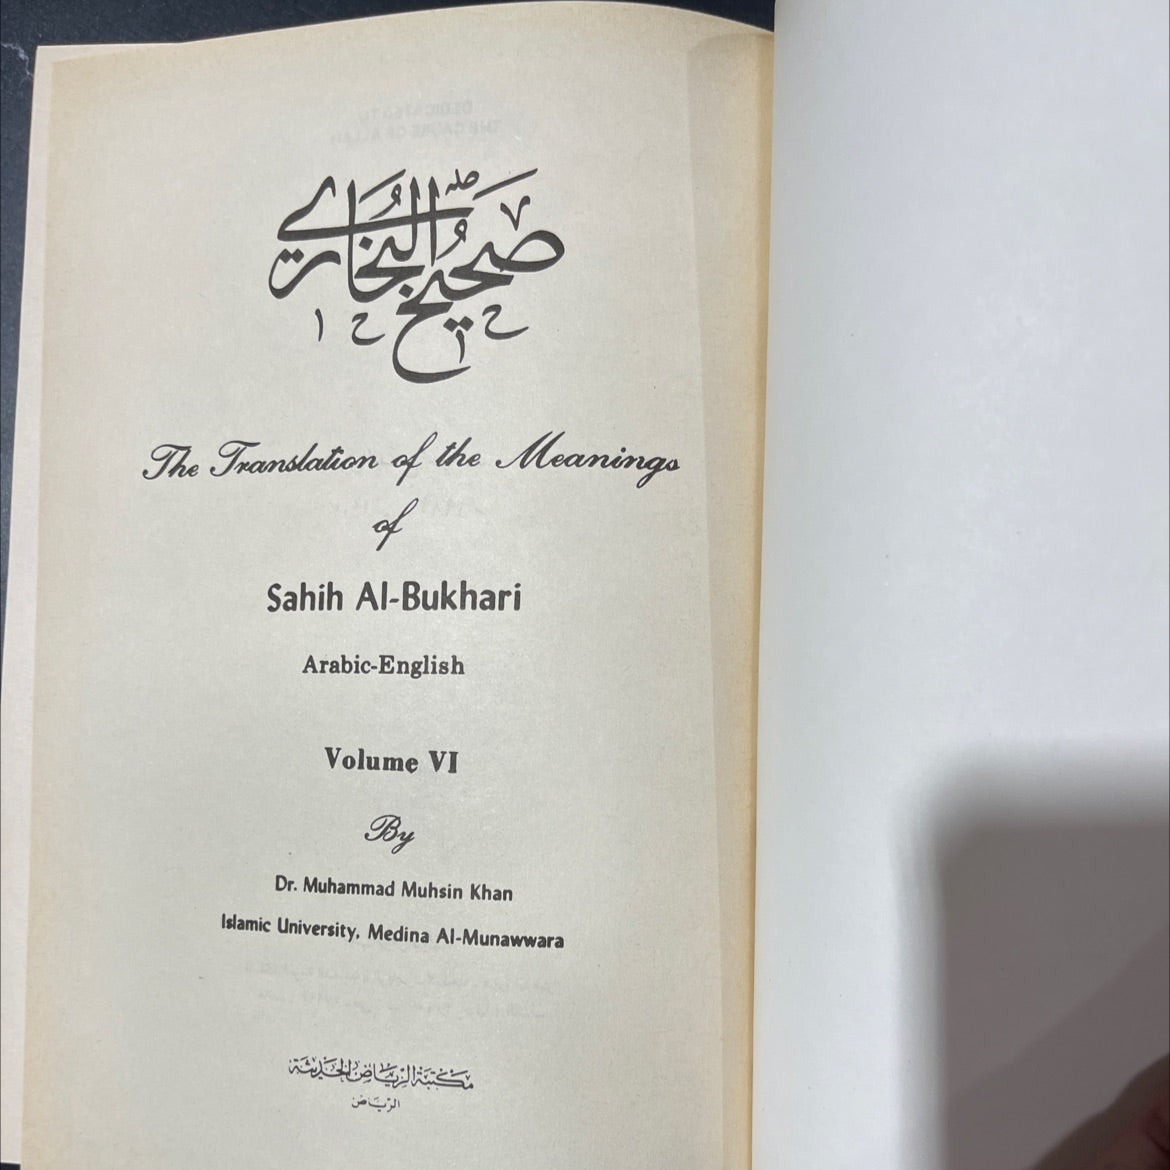 صحيح البخاري
The Translation of the Meanings
of
Sahih Al-Bukhari
Arabic-English
Volume VI
By
Dr. Muhammad Muhsin Khan
Islamic University, Medina Al-Munawwara
مكتبة الرياض الحديثة
الرياض